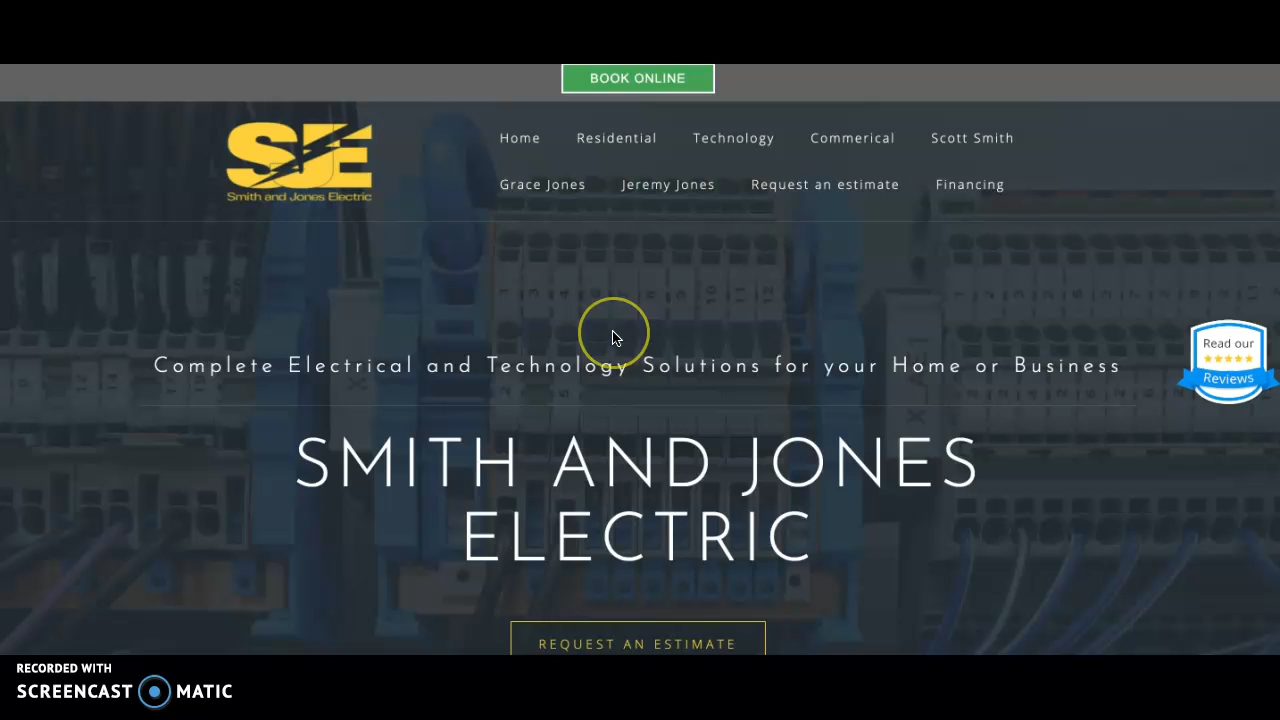 BOOK ONLINE
SJE
Smith and Jones Electric
Home Residential Technology Commerical Scott Smith
Grace Jones Jeremy Jones Request an estimate Financing
Read our
Reviews
Complete Electrical and Technology Solutions for your Home or Business
SMITH AND JONES
ELECTRIC
REQUEST AN ESTIMATE
RECORDED WITH
SCREENCAST MATIC